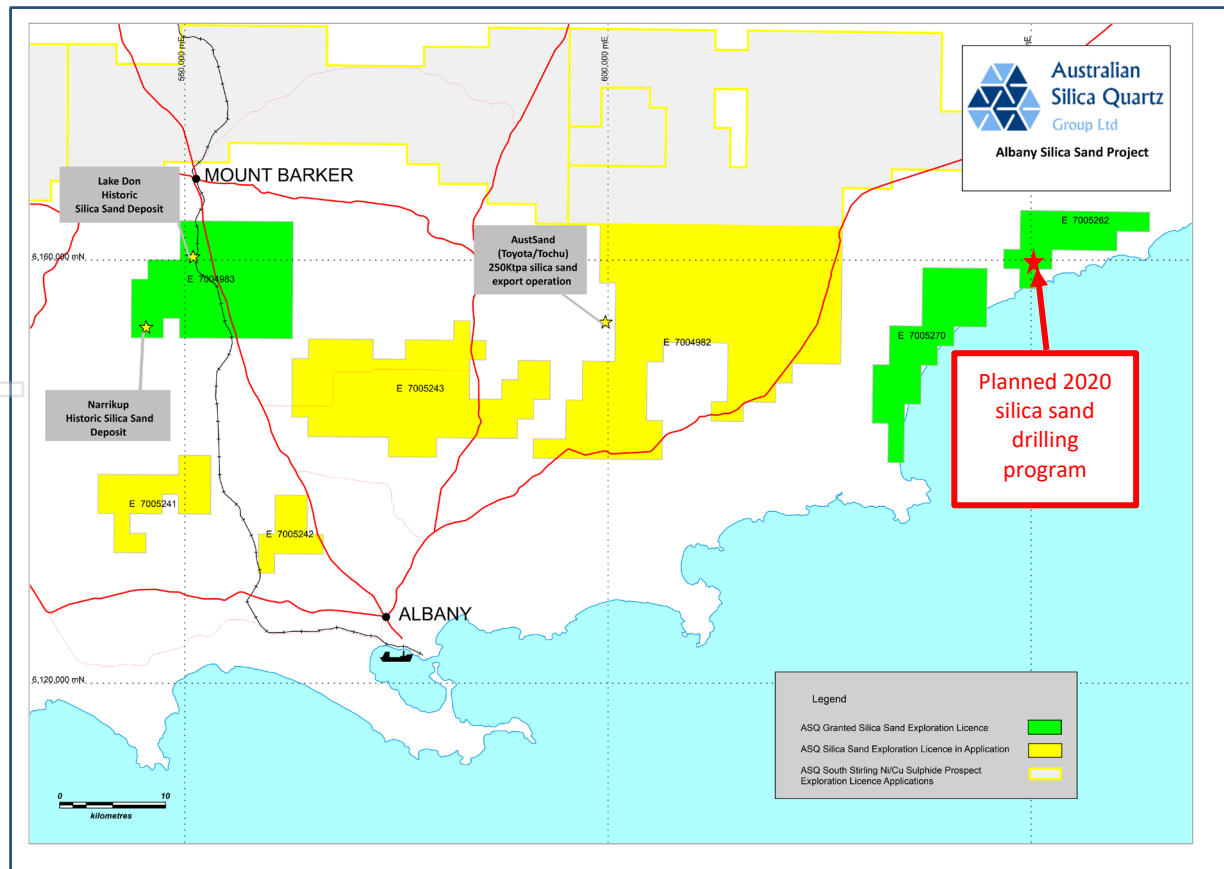 560,000 mE
600,000 mE
mE
Australian
Silica Quartz
Group Ltd
Albany Silica Sand Project
MOUNT BARKER
Lake Don
Historic
Silica Sand Deposit
E 7005262
AustSand
(Toyota/Tochu)
250Ktpa silica sand
export operation
6,160,000 mN
E 7004983
E 7004982
E 7005270
Planned 2020
silica sand
drilling
program
E 7005243
Narrikup
Historic Silica Sand
Deposit
E 7005241
E 7005242
ALBANY
6,120,000 mN
Legend
ASQ Granted Silica Sand Exploration Licence
ASQ Silica Sand Exploration Licence in Application
ASQ South Stirling Ni/Cu Sulphide Prospect
Exploration Licence Applications
0 10
kilometres